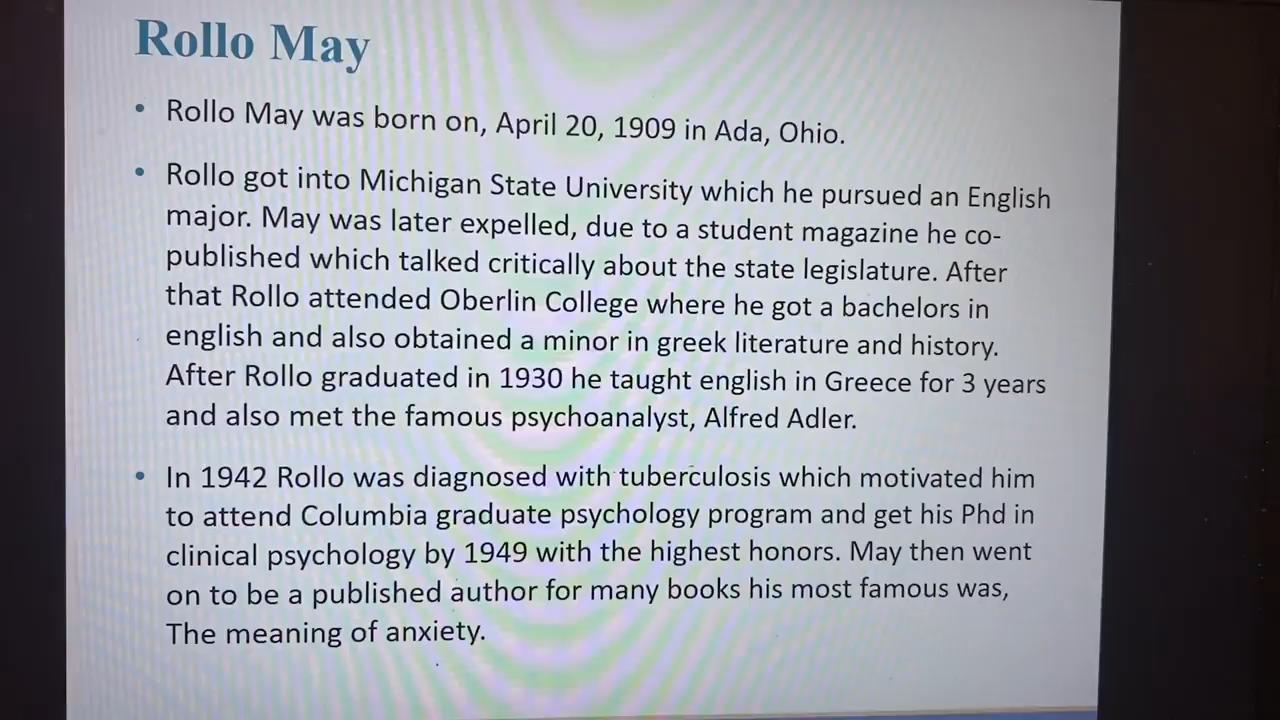 Rollo May
• Rollo May was born on, April 20, 1909 in Ada, Ohio.
• Rollo got into Michigan State University which he pursued an English
major. May was later expelled, due to a student magazine he co-
published which talked critically about the state legislature. After
that Rollo attended Oberlin College where he got a bachelors in
english and also obtained a minor in greek literature and history.
After Rollo graduated in 1930 he taught english in Greece for 3 years
and also met the famous psychoanalyst, Alfred Adler.
• In 1942 Rollo was diagnosed with tuberculosis which motivated him
to attend Columbia graduate psychology program and get his Phd in
clinical psychology by 1949 with the highest honors. May then went
on to be a published author for many books his most famous was,
The meaning of anxiety.